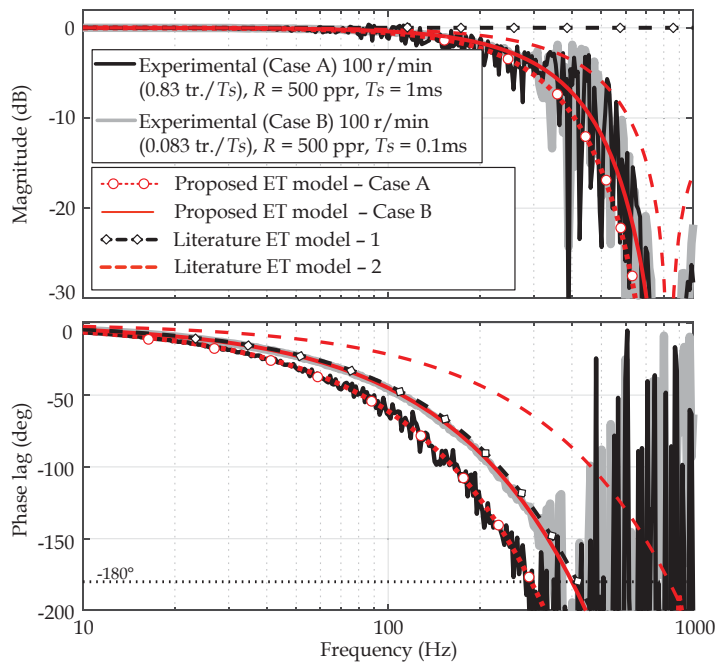 0
-10
-20
-30
Magnitude (dB)
Experimental (Case A) 100 r/min
(0.83 tr./Ts), R = 500 ppr, Ts = 1ms
Experimental (Case B) 100 r/min
(0.083 tr./Ts), R = 500 ppr, Ts = 0.1ms
Proposed ET model – Case A
Proposed ET model – Case B
Literature ET model – 1
Literature ET model – 2
0
-50
-100
-150
-200
Phase lag (deg)
-180°
10
100
1000
Frequency (Hz)